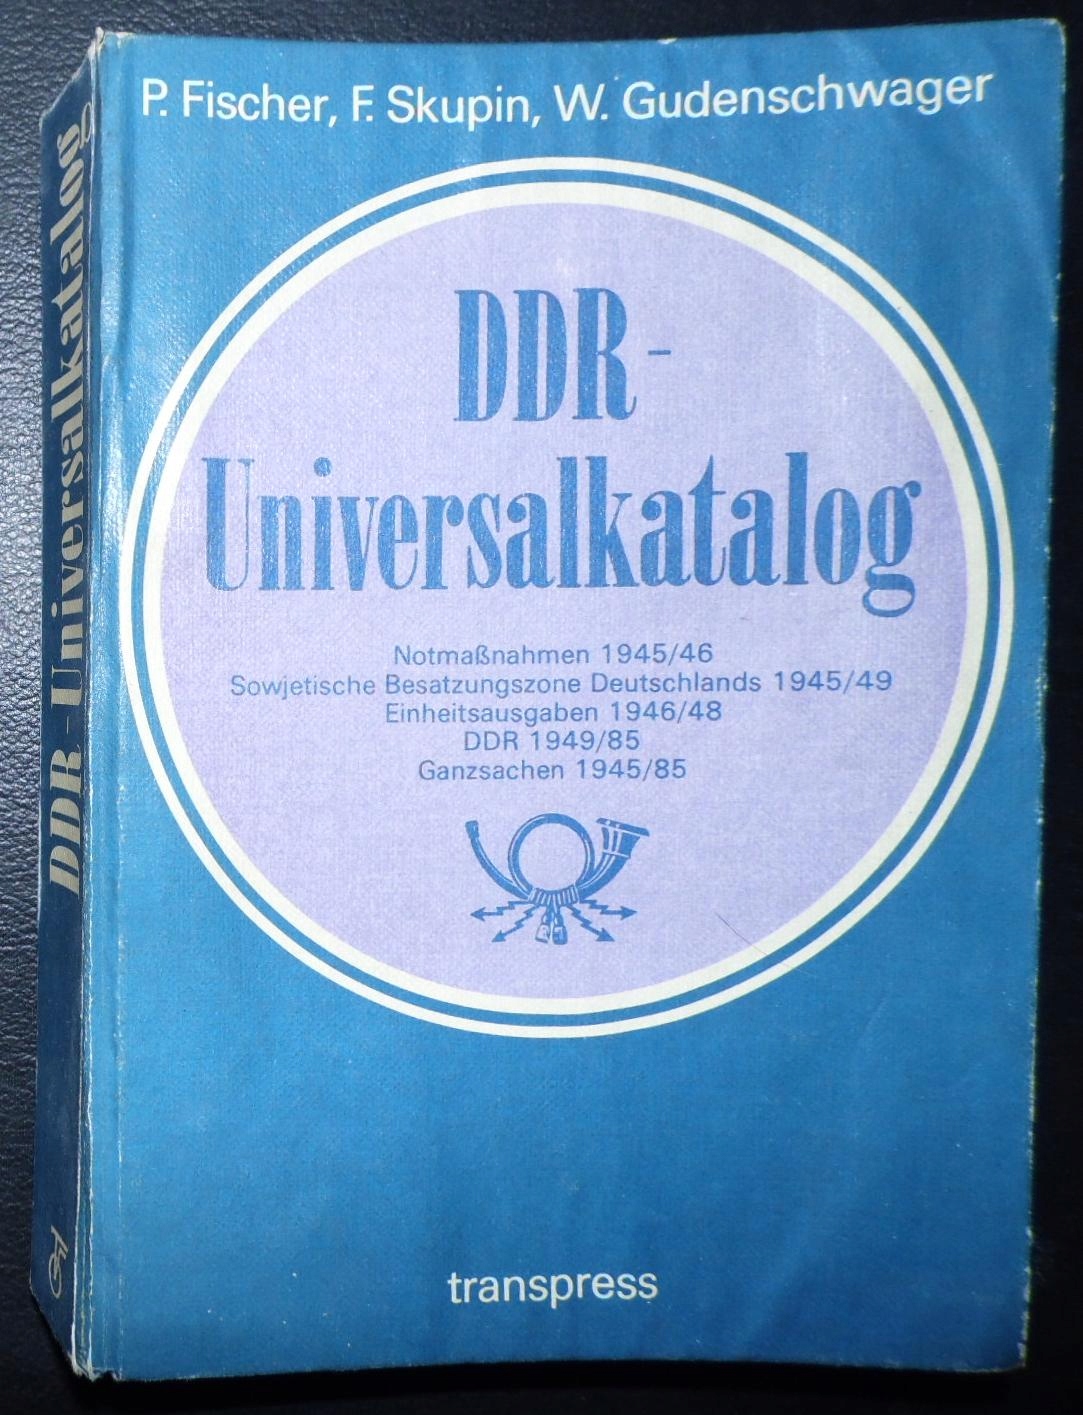 P. Fischer, F. Skupin, W. Gudenschwager
DDR-
Universalkatalog
Notmaßnahmen 1945/46
Sowjetische Besatzungszone Deutschlands 1945/49
Einheitsausgaben 1946/48
DDR 1949/85
Ganzsachen 1945/85
transpress
DDR-Universalkatalog